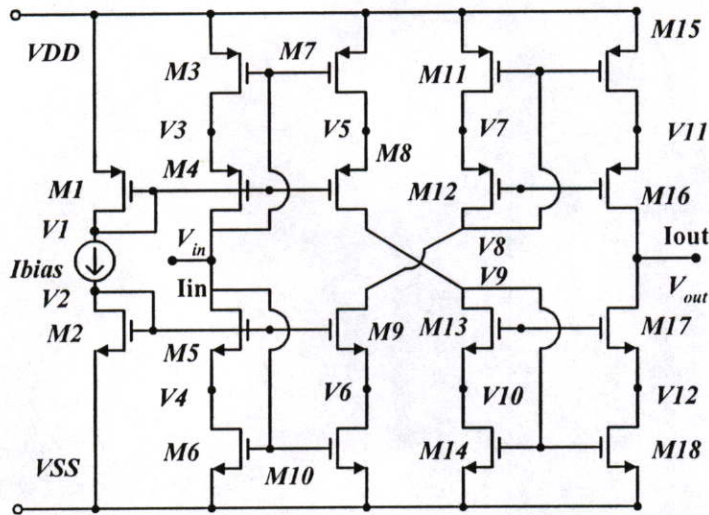 VDD
M3
M7
M11
M15
V3
V5
V7
V11
M1
M4
M8
M12
M16
V1
Vin
V8
Iout
Ibias
Iin
V9
Vout
V2
M2
M5
M9
M13
M17
V4
V6
V10
V12
VSS
M6
M10
M14
M18